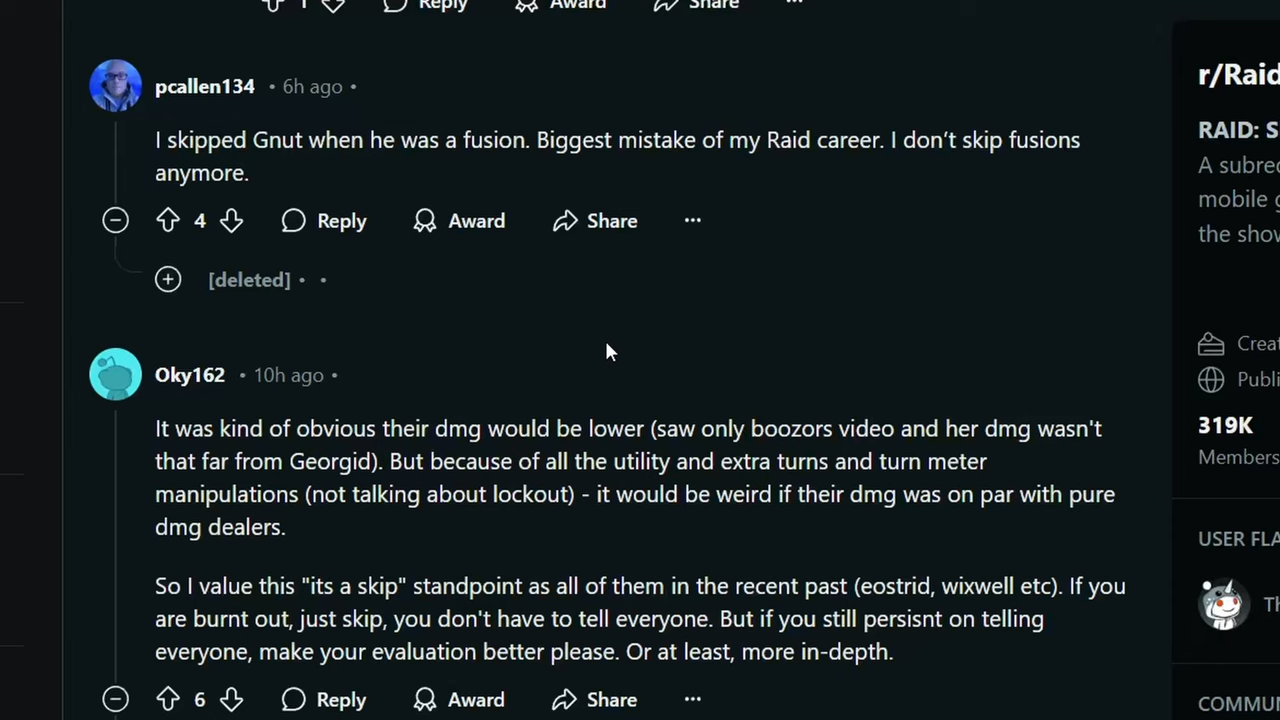 1 Reply Award Share
pcallen134 • 6h ago •
I skipped Gnut when he was a fusion. Biggest mistake of my Raid career. I don’t skip fusions
anymore.
4 Reply Award Share
[deleted] • •
Oky162 • 10h ago •
It was kind of obvious their dmg would be lower (saw only boozors video and her dmg wasn't
that far from Georgid). But because of all the utility and extra turns and turn meter
manipulations (not talking about lockout) - it would be weird if their dmg was on par with pure
dmg dealers.
So I value this "its a skip" standpoint as all of them in the recent past (eostrid, wixwell etc). If you
are burnt out, just skip, you don't have to tell everyone. But if you still persisnt on telling
everyone, make your evaluation better please. Or at least, more in-depth.
6 Reply Award Share
r/Raid
RAID: S
A subre
mobile
the sho
Crea
Publi
319K
Members
USER FLA
Th
COMMU